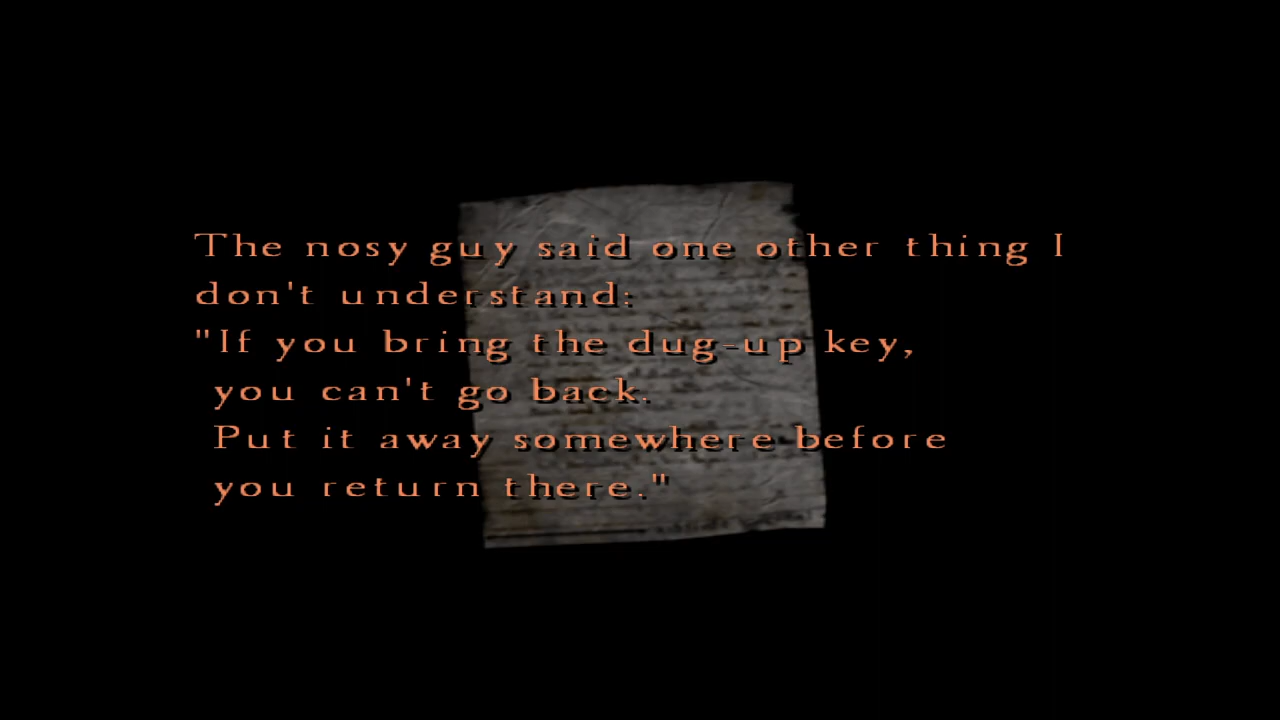 The nosy guy said one other thing I
don't understand:
"If you bring the dug-up key,
you can't go back.
Put it away somewhere before
you return there."